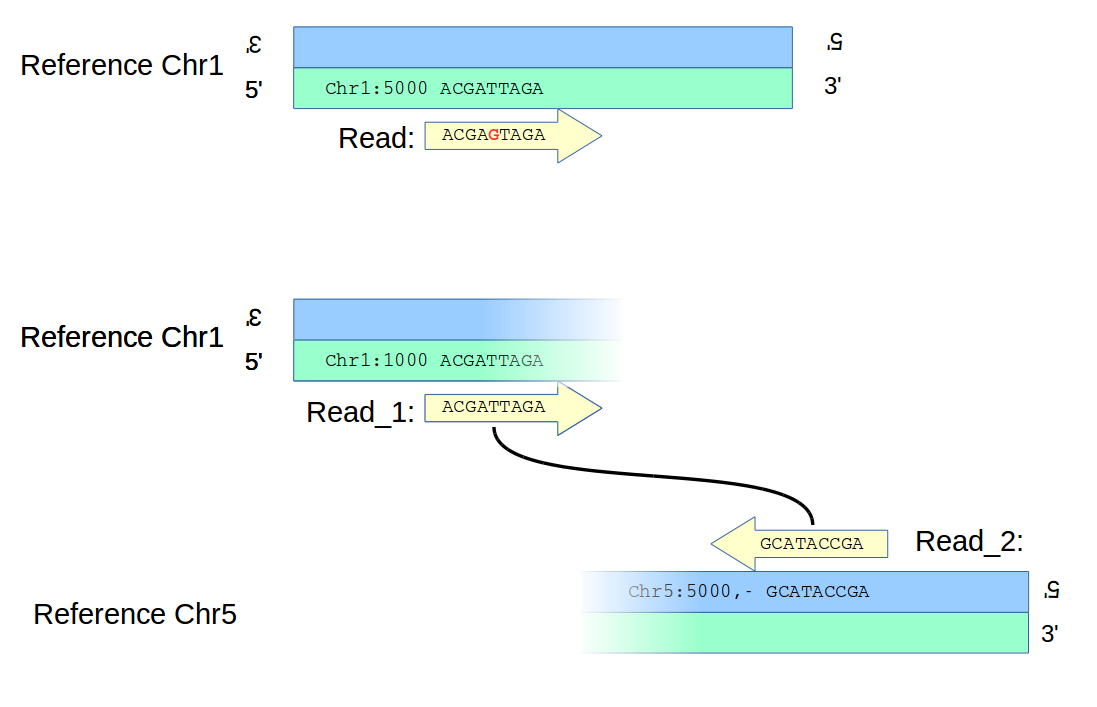 3'
5'
Reference Chr1
5'
Chr1:5000 ACGATTAGA
3'
Read:
ACGAGTAGA
3'
Reference Chr1
5'
Chr1:1000 ACGATTAGA
Read_1:
ACGATTAGA
GCATACCGA
Read_2:
Chr5:5000,- GCATACCGA
5'
Reference Chr5
3'